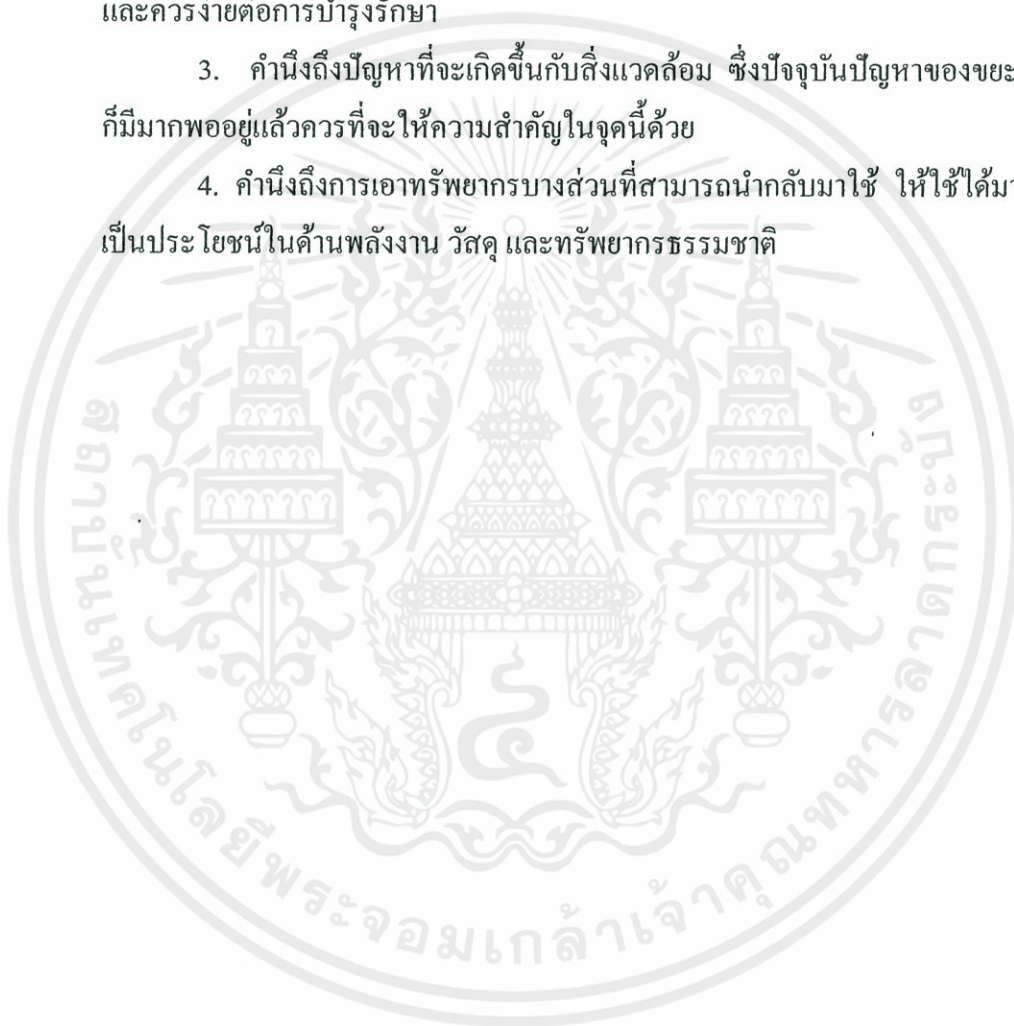 และควรง่ายต่อการบำรุงรักษา
3. คำนึงถึงปัญหาที่จะเกิดขึ้นกับสิ่งแวดล้อม ซึ่งปัจจุบันปัญหาของขยะ
ก็มีมากพออยู่แล้วควรที่จะให้ความสำคัญในจุดนี้ด้วย
4. คำนึงถึงการเอาทรัพยากรบางส่วนที่สามารถนำกลับมาใช้ ให้ใช้ได้มา
เป็นประโยชน์ในด้านพลังงาน วัสดุ และทรัพยากรธรรมชาติ
สถาบันเทคโนโลยีพระจอมเกล้าเจ้าคุณทหารลาดกระบัง